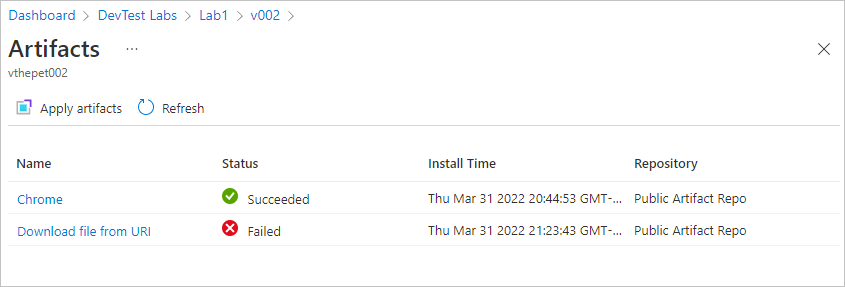 Dashboard > DevTest Labs > Lab1 > v002 >
Artifacts ...
vthepet002
Apply artifacts Refresh
Name Status Install Time Repository
Chrome Succeeded Thu Mar 31 2022 20:44:53 GMT-... Public Artifact Repo
Download file from URI Failed Thu Mar 31 2022 21:23:43 GMT-... Public Artifact Repo